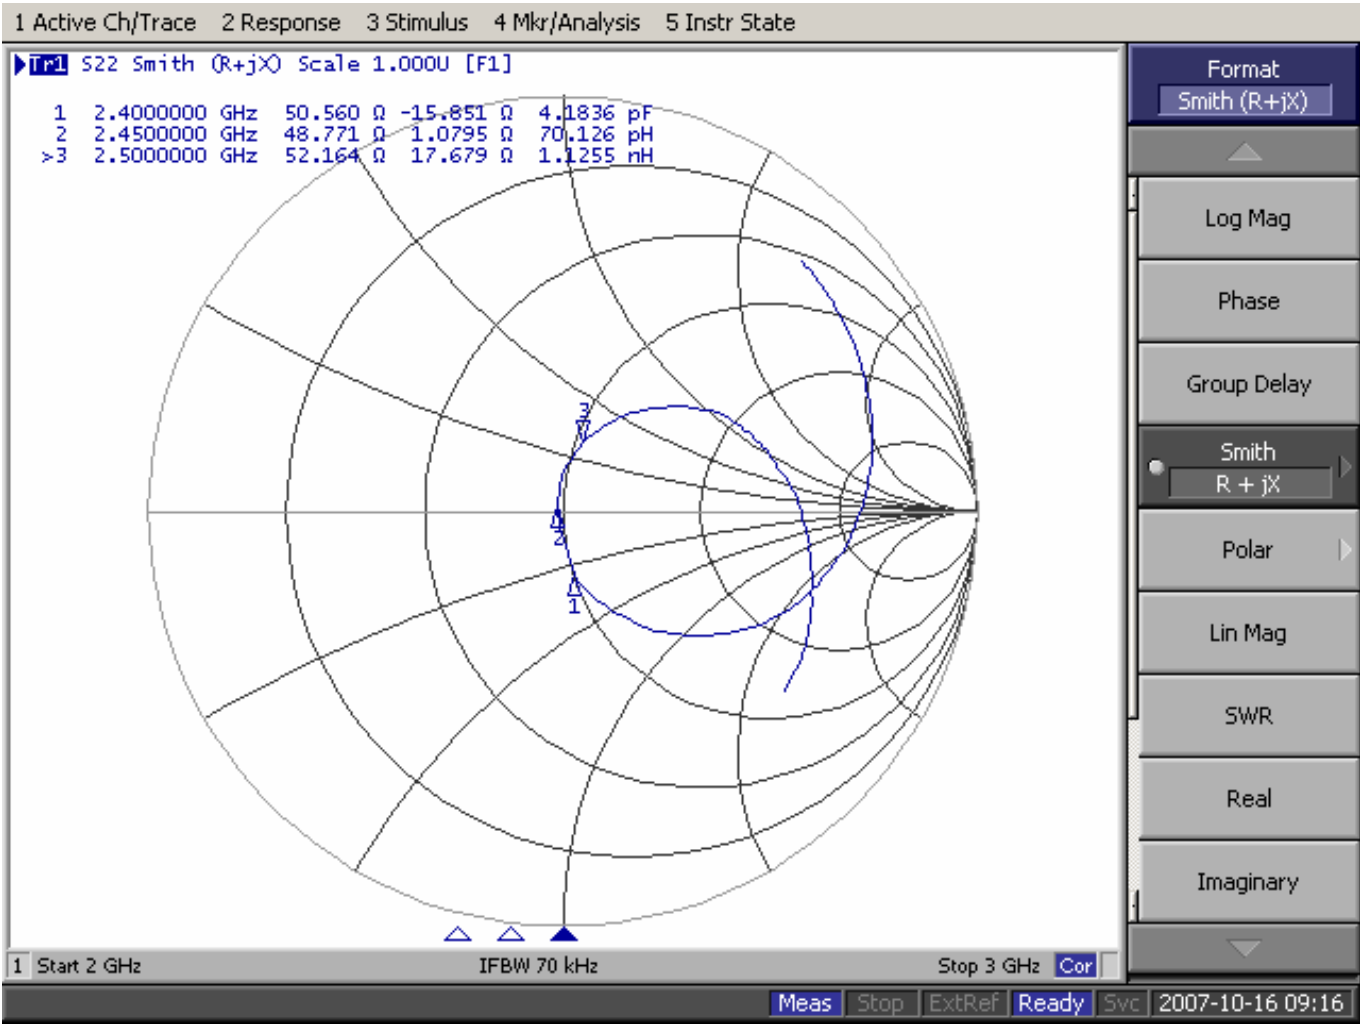 1 Active Ch/Trace 2 Response 3 Stimulus 4 Mkr/Analysis 5 Instr State
Tr1 S22 Smith (R+jX) Scale 1.000U [F1]
1 2.4000000 GHz 50.560 Ω -15.851 Ω 4.1836 pF
2 2.4500000 GHz 48.771 Ω 1.0795 Ω 70.126 pH
>3 2.5000000 GHz 52.164 Ω 17.679 Ω 1.1255 nH
3
2
1
Format
Smith (R+jX)
Log Mag
Phase
Group Delay
Smith
R + jX
Polar
Lin Mag
SWR
Real
Imaginary
1 Start 2 GHz IFBW 70 kHz Stop 3 GHz Cor
Meas Stop ExtRef Ready Svc 2007-10-16 09:16